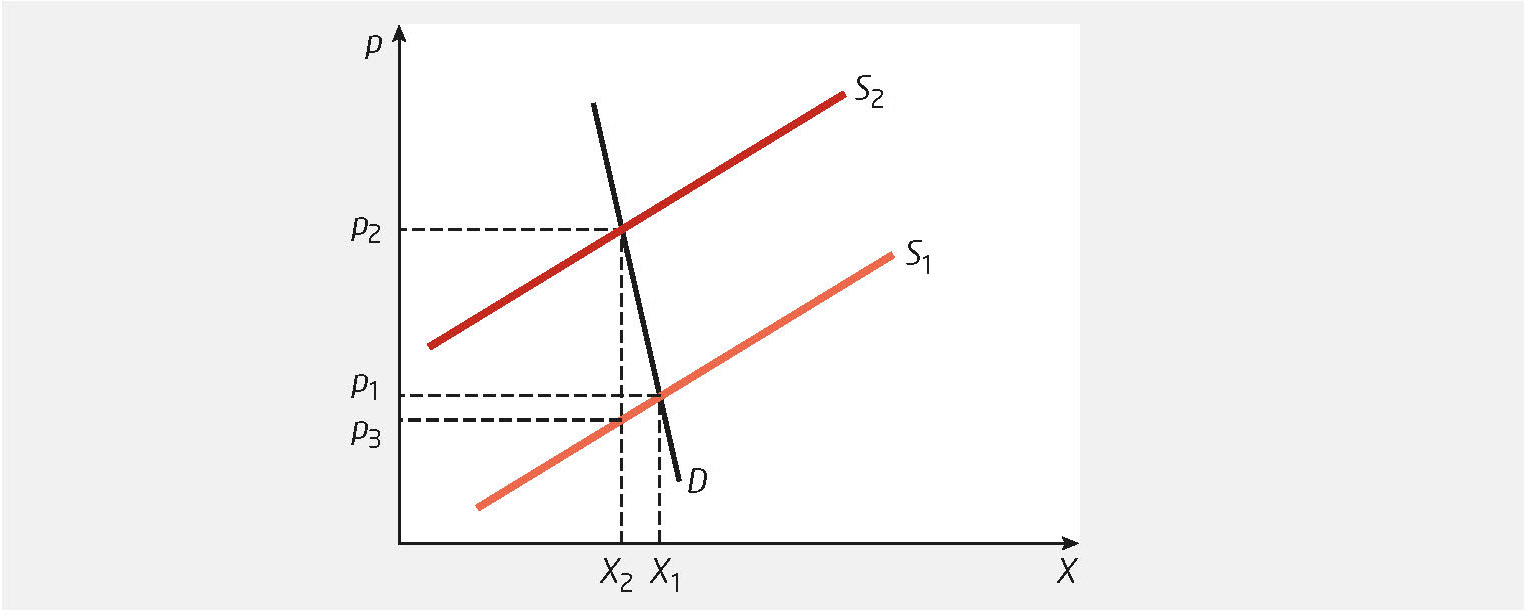 p
S₂
p₂
S₁
p₁
p₃
D
X₂ X₁ X